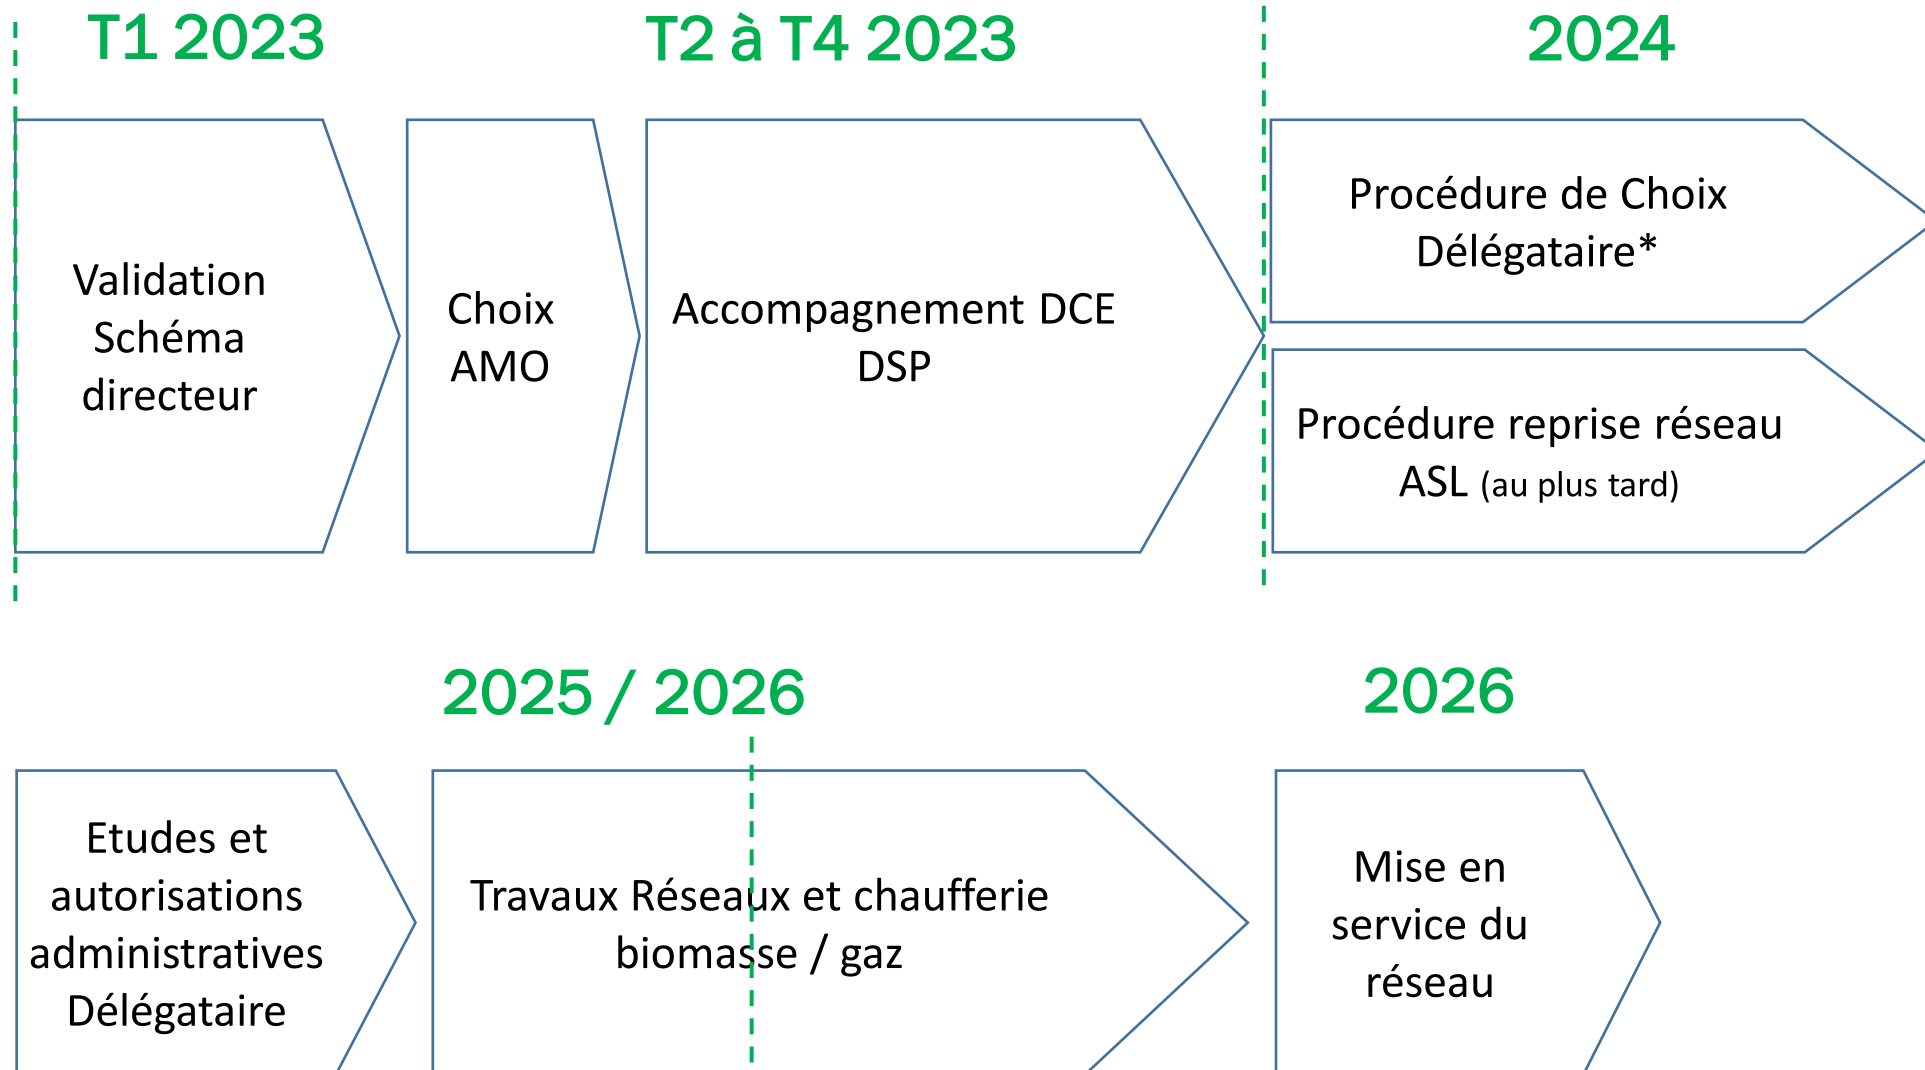 T1 2023
T2 à T4 2023
2024
Validation
Schéma
directeur
Choix
AMO
Accompagnement DCE
DSP
Procédure de Choix
Délégataire*
Procédure reprise réseau
ASL (au plus tard)
2025 / 2026
2026
Etudes et
autorisations
administratives
Délégataire
Travaux Réseaux et chaufferie
biomasse / gaz
Mise en
service du
réseau